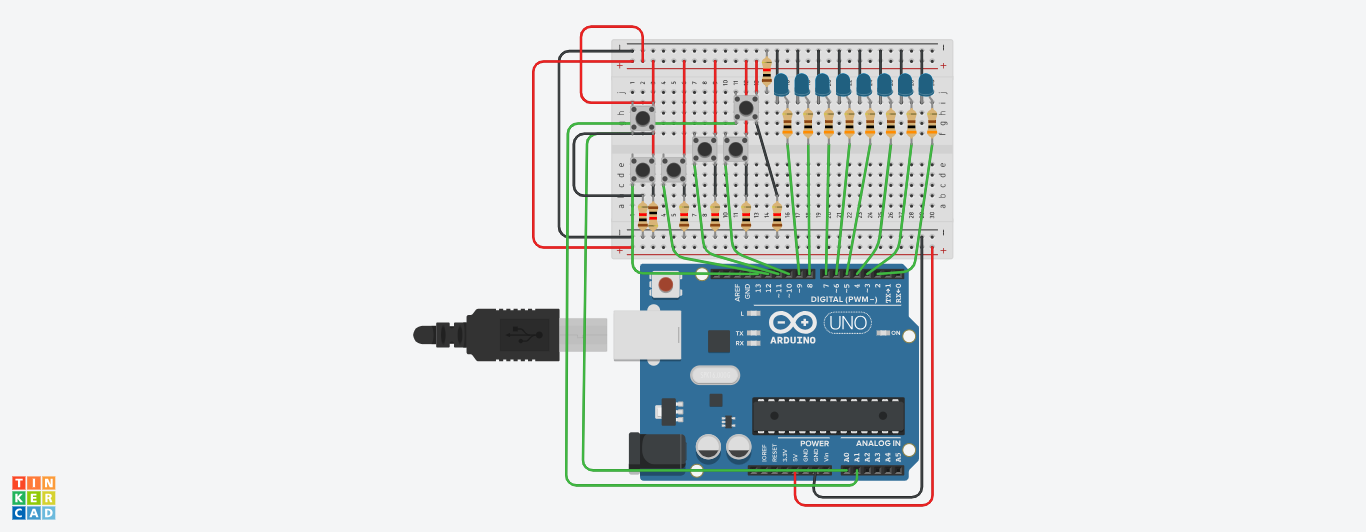 j
i
h
g
f
e
d
c
b
a
AREF
GND
13
12
~11
~10
~9
8
7
~6
~5
4
~3
2
TX→1
RX←0
DIGITAL (PWM~)
L
TX
RX
ARDUINO
UNO
ON
POWER
ANALOG IN
IOREF
RESET
3.3V
5V
GND
GND
Vin
A0
A1
A2
A3
A4
A5
TIN
KER
CAD